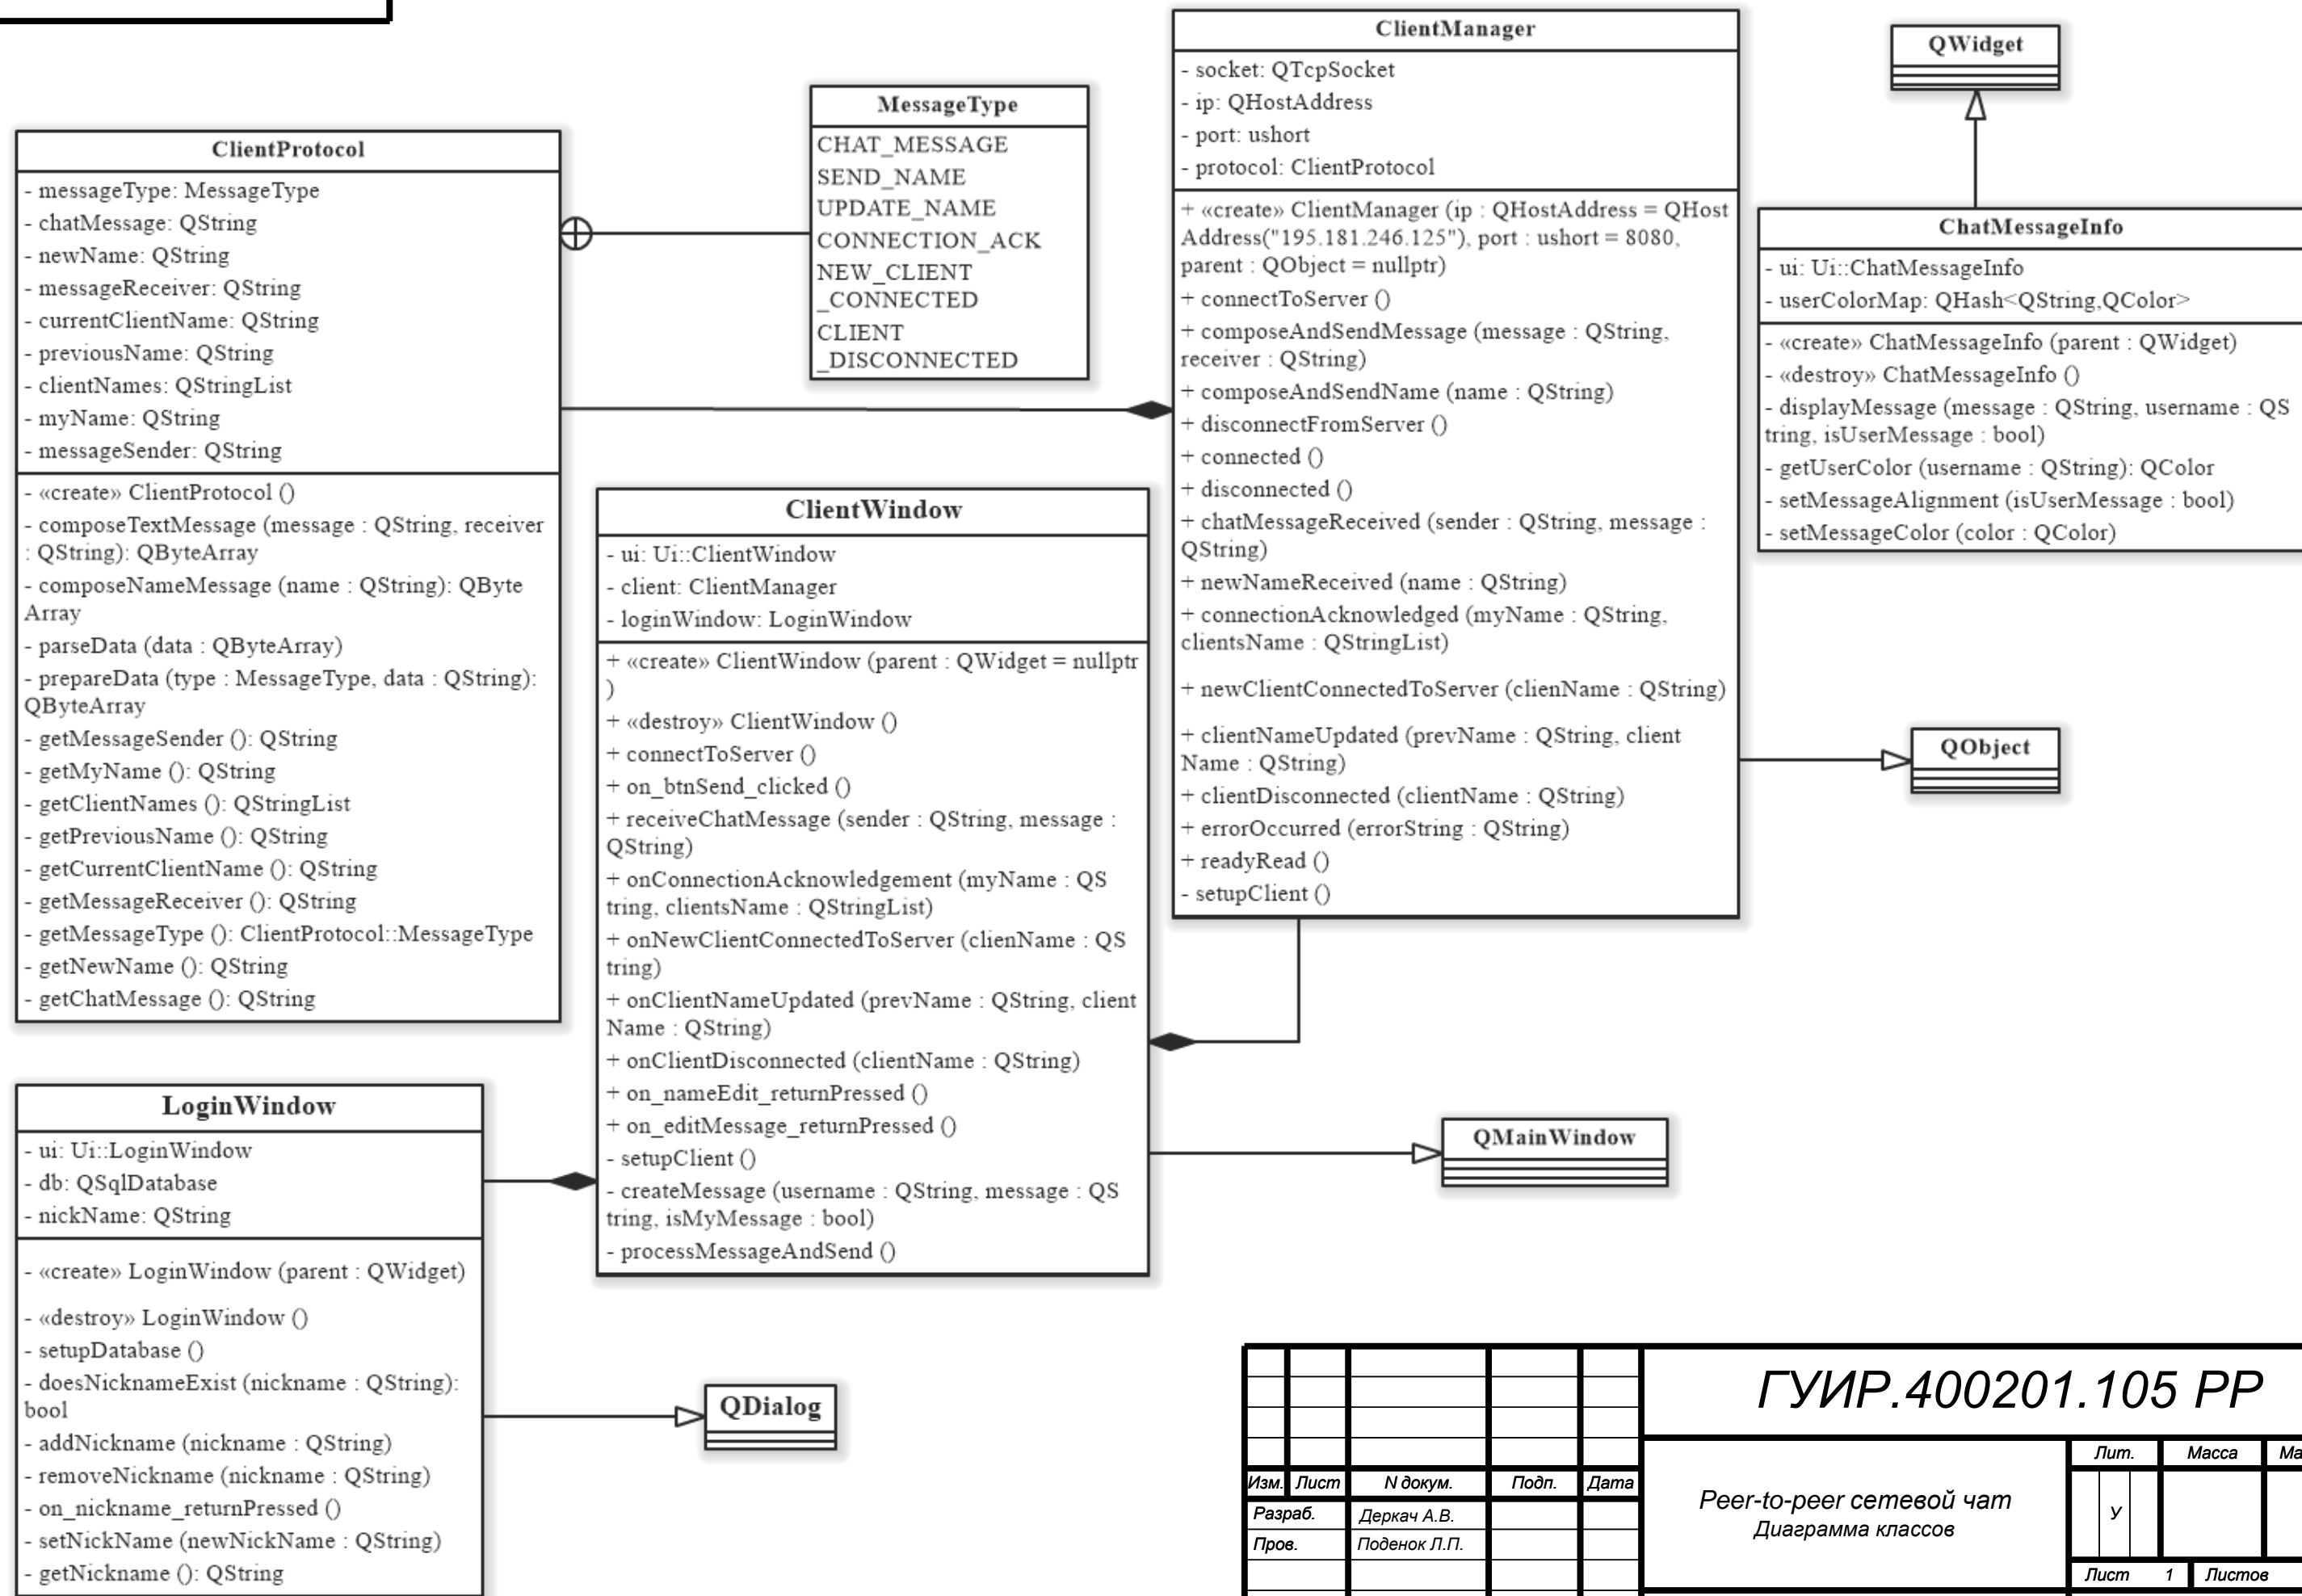 ClientProtocol
- messageType: MessageType
- chatMessage: QString
- newName: QString
- messageReceiver: QString
- currentClientName: QString
- previousName: QString
- clientNames: QStringList
- myName: QString
- messageSender: QString
- «create» ClientProtocol ()
- composeTextMessage (message : QString, receiver
: QString): QByteArray
- composeNameMessage (name : QString): QByte
Array
- parseData (data : QByteArray)
- prepareData (type : MessageType, data : QString):
QByteArray
- getMessageSender (): QString
- getMyName (): QString
- getClientNames (): QStringList
- getPreviousName (): QString
- getCurrentClientName (): QString
- getMessageReceiver (): QString
- getMessageType (): ClientProtocol::MessageType
- getNewName (): QString
- getChatMessage (): QString
MessageType
CHAT_MESSAGE
SEND_NAME
UPDATE_NAME
CONNECTION_ACK
NEW_CLIENT
_CONNECTED
CLIENT
_DISCONNECTED
ClientManager
- socket: QTcpSocket
- ip: QHostAddress
- port: ushort
- protocol: ClientProtocol
+ «create» ClientManager (ip : QHostAddress = QHost
Address("195.181.246.125"), port : ushort = 8080,
parent : QObject = nullptr)
+ connectToServer ()
+ composeAndSendMessage (message : QString,
receiver : QString)
+ composeAndSendName (name : QString)
+ disconnectFromServer ()
+ connected ()
+ disconnected ()
+ chatMessageReceived (sender : QString, message :
QString)
+ newNameReceived (name : QString)
+ connectionAcknowledged (myName : QString,
clientsName : QStringList)
+ newClientConnectedToServer (clienName : QString)
+ clientNameUpdated (prevName : QString, client
Name : QString)
+ clientDisconnected (clientName : QString)
+ errorOccurred (errorString : QString)
+ readyRead ()
- setupClient ()
QWidget
ChatMessageInfo
- ui: Ui::ChatMessageInfo
- userColorMap: QHash<QString,QColor>
- «create» ChatMessageInfo (parent : QWidget)
- «destroy» ChatMessageInfo ()
- displayMessage (message : QString, username : QS
tring, isUserMessage : bool)
- getUserColor (username : QString): QColor
- setMessageAlignment (isUserMessage : bool)
- setMessageColor (color : QColor)
QObject
ClientWindow
- ui: Ui::ClientWindow
- client: ClientManager
- loginWindow: LoginWindow
+ «create» ClientWindow (parent : QWidget = nullptr
)
+ «destroy» ClientWindow ()
+ connectToServer ()
+ on_btnSend_clicked ()
+ receiveChatMessage (sender : QString, message :
QString)
+ onConnectionAcknowledgement (myName : QS
tring, clientsName : QStringList)
+ onNewClientConnectedToServer (clienName : QS
tring)
+ onClientNameUpdated (prevName : QString, client
Name : QString)
+ onClientDisconnected (clientName : QString)
+ on_nameEdit_returnPressed ()
+ on_editMessage_returnPressed ()
- setupClient ()
- createMessage (username : QString, message : QS
tring, isMyMessage : bool)
- processMessageAndSend ()
QMainWindow
LoginWindow
- ui: Ui::LoginWindow
- db: QSqlDatabase
- nickName: QString
- «create» LoginWindow (parent : QWidget)
- «destroy» LoginWindow ()
- setupDatabase ()
- doesNicknameExist (nickname : QString):
bool
- addNickname (nickname : QString)
- removeNickname (nickname : QString)
- on_nickname_returnPressed ()
- setNickName (newNickName : QString)
- getNickname (): QString
QDialog
ГУИР.400201.105 РР
Изм. Лист N докум. Подп. Дата
Разраб. Деркач А.В.
Пров. Поденок Л.П.
Peer-to-peer сетевой чат
Диаграмма классов
Лит. Масса
У
Лист 1 Листов